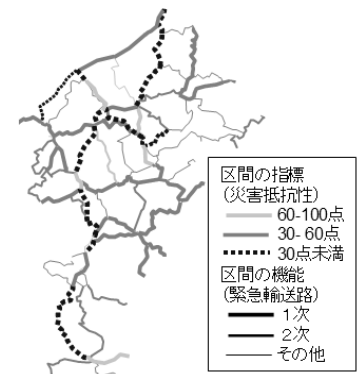 区間の指標
(災害抵抗性)
60-100点
30- 60点
30点未満
区間の機能
(緊急輸送路)
1次
2次
その他